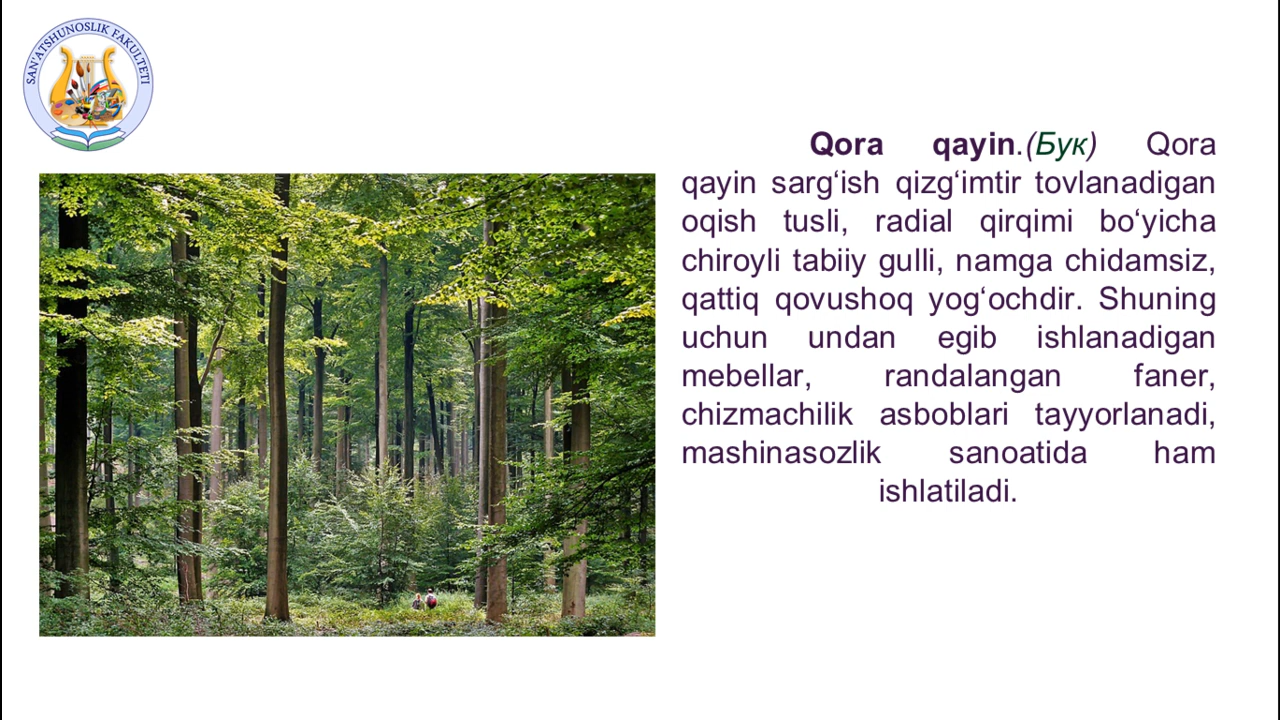 SAN'ATSHUNOSLIK FAKULTETI
Qora qayin.(Бук) Qora
qayin sarg‘ish qizg‘imtir tovlanadigan
oqish tusli, radial qirqimi bo‘yicha
chiroyli tabiiy gulli, namga chidamsiz,
qattiq qovushoq yog‘ochdir. Shuning
uchun undan egib ishlanadigan
mebellar, randalangan faner,
chizmachilik asboblari tayyorlanadi,
mashinasozlik sanoatida ham
ishlatiladi.